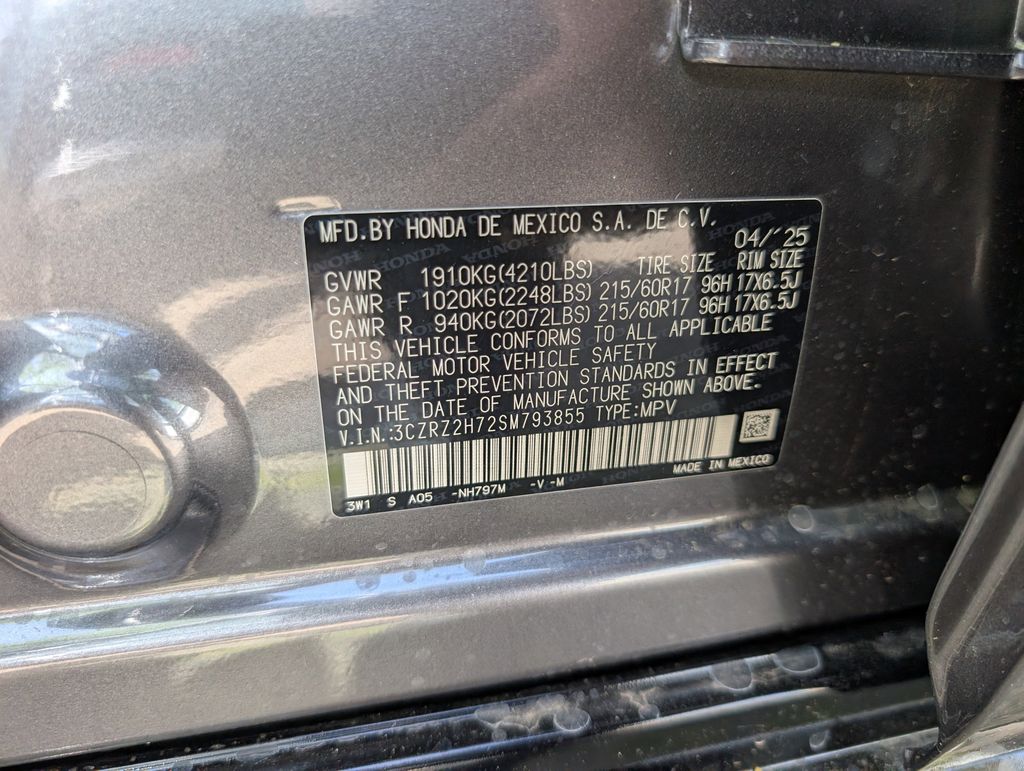 MFD.BY HONDA DE MEXICO S.A. DE C.V.
04/'25
GVWR 1910KG(4210LBS) TIRE SIZE RIM SIZE
GAWR F 1020KG(2248LBS) 215/60R17 96H 17X6.5J
GAWR R 940KG(2072LBS) 215/60R17 96H 17X6.5J
THIS VEHICLE CONFORMS TO ALL APPLICABLE
FEDERAL MOTOR VEHICLE SAFETY
AND THEFT PREVENTION STANDARDS IN EFFECT
ON THE DATE OF MANUFACTURE SHOWN ABOVE.
V.I.N.:3CZRZ2H72SM793855 TYPE:MPV
MADE IN MEXICO
3W1 S A05 -NH797M -V -M